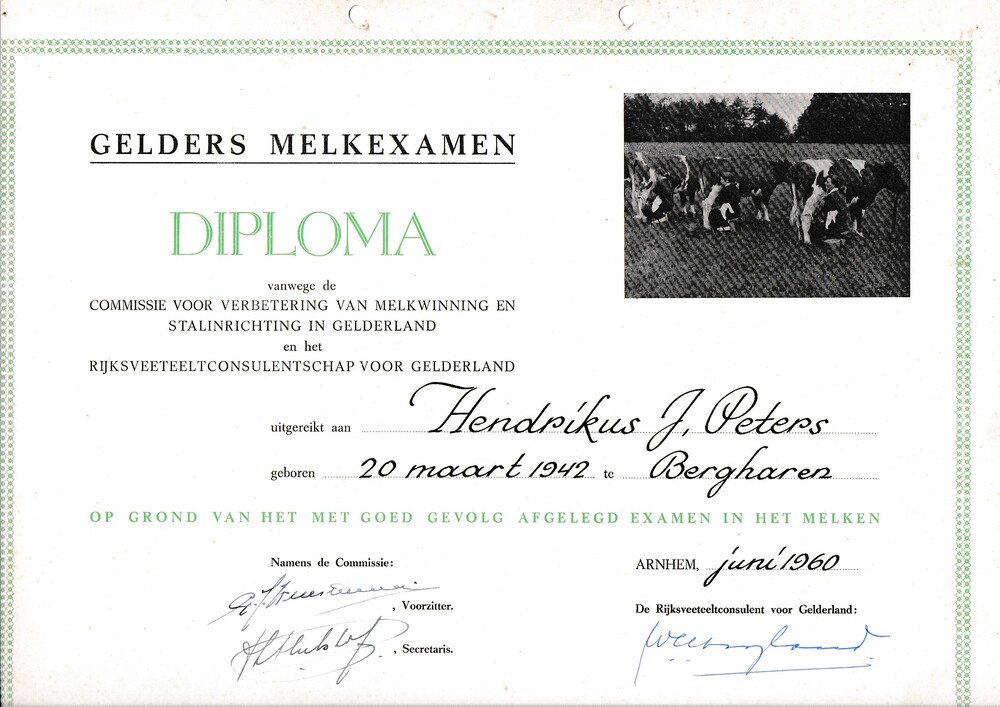 GELDERS MELKEXAMEN
DIPLOMA
vanwege de
COMMISSIE VOOR VERBETERING VAN MELKWINNING EN
STALINRICHTING IN GELDERLAND
en het
RIJKSVEETEELTCONSULENTSCHAP VOOR GELDERLAND
uitgereikt aan Hendrikus J. Peters
geboren 20 maart 1942 te Bergharen
OP GROND VAN HET MET GOED GEVOLG AFGELEGD EXAMEN IN HET MELKEN
Namens de Commissie:
, Voorzitter.
, Secretaris.
ARNHEM, juni 1960
De Rijksveeteeltconsulent voor Gelderland: